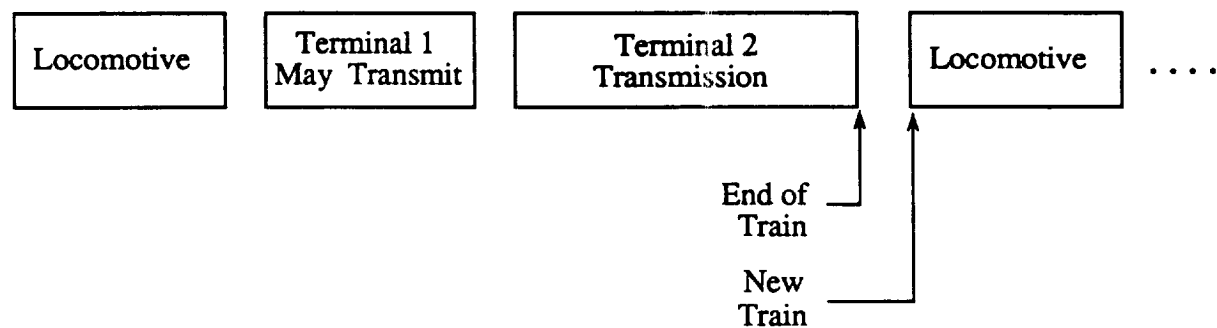 Locomotive
Terminal 1
May Transmit
Terminal 2
Transmission
Locomotive
. . . .
End of
Train
New
Train